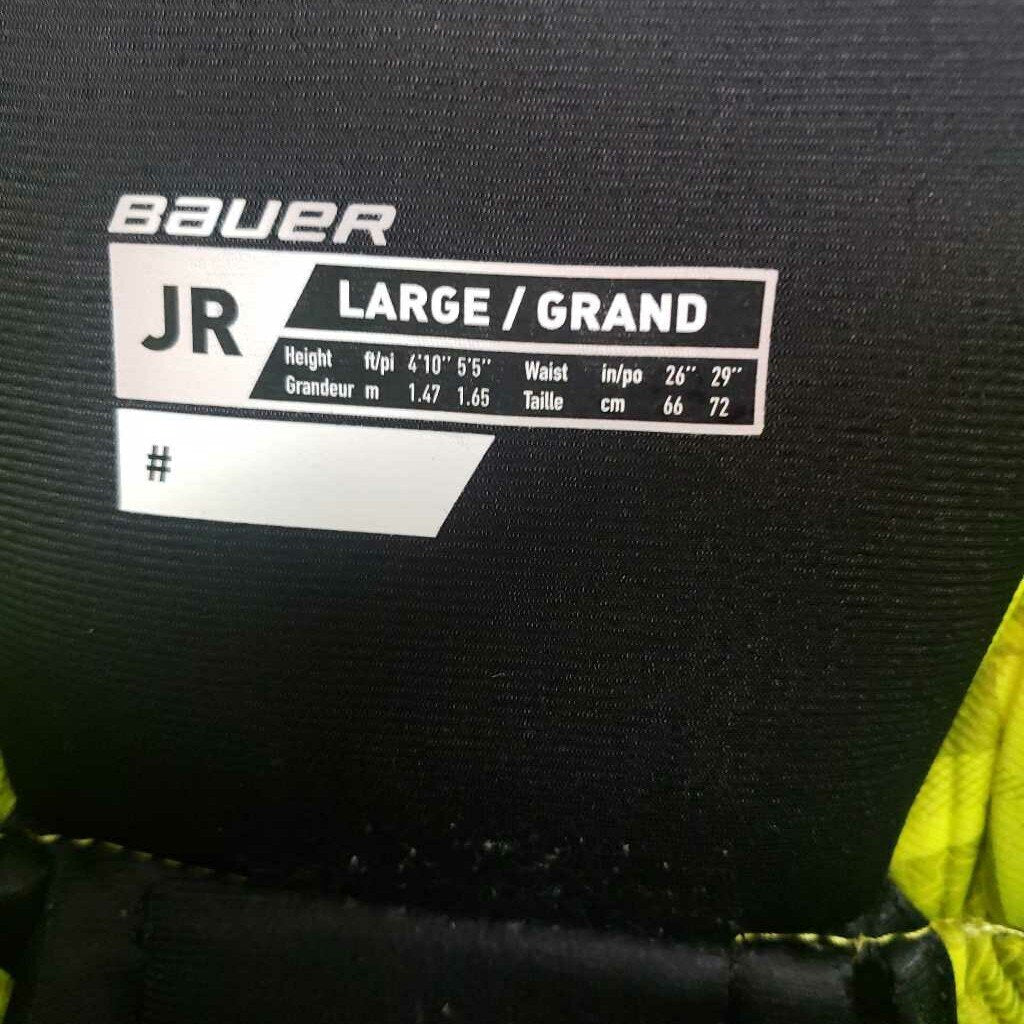 BAUER
JR
LARGE / GRAND
Height ft/pi 4'10" 5'5" Waist in/po 26" 29"
Grandeur m 1.47 1.65 Taille cm 66 72
#